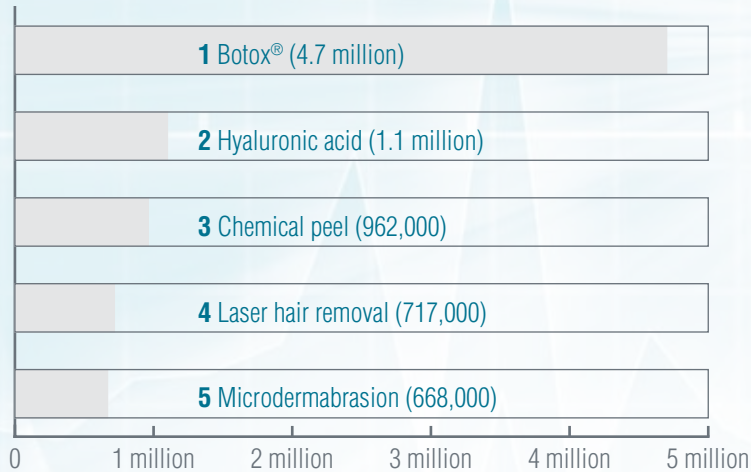 1 Botox® (4.7 million)
2 Hyaluronic acid (1.1 million)
3 Chemical peel (962,000)
4 Laser hair removal (717,000)
5 Microdermabrasion (668,000)
0 1 million 2 million 3 million 4 million 5 million